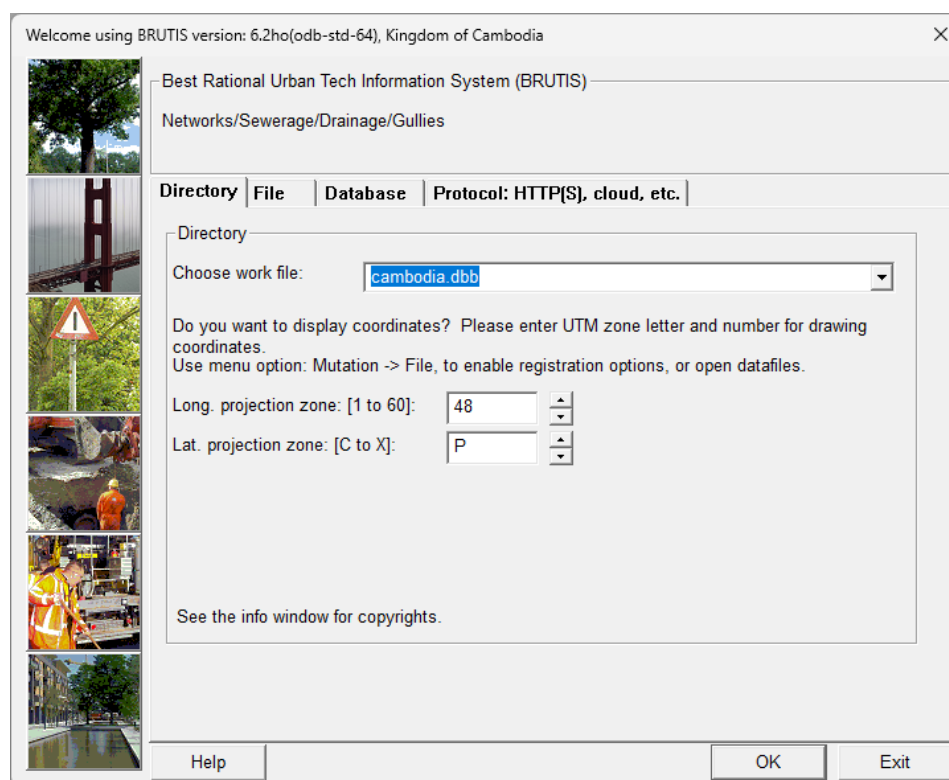 Welcome using BRUTIS version: 6.2ho(odb-std-64), Kingdom of Cambodia
Best Rational Urban Tech Information System (BRUTIS)
Networks/Sewerage/Drainage/Gullies
Directory File Database Protocol: HTTP(S), cloud, etc.
Directory
Choose work file: cambodia.dbb
Do you want to display coordinates? Please enter UTM zone letter and number for drawing
coordinates.
Use menu option: Mutation -> File, to enable registration options, or open datafiles.
Long. projection zone: [1 to 60]: 48
Lat. projection zone: [C to X]: P
See the info window for copyrights.
Help OK Exit